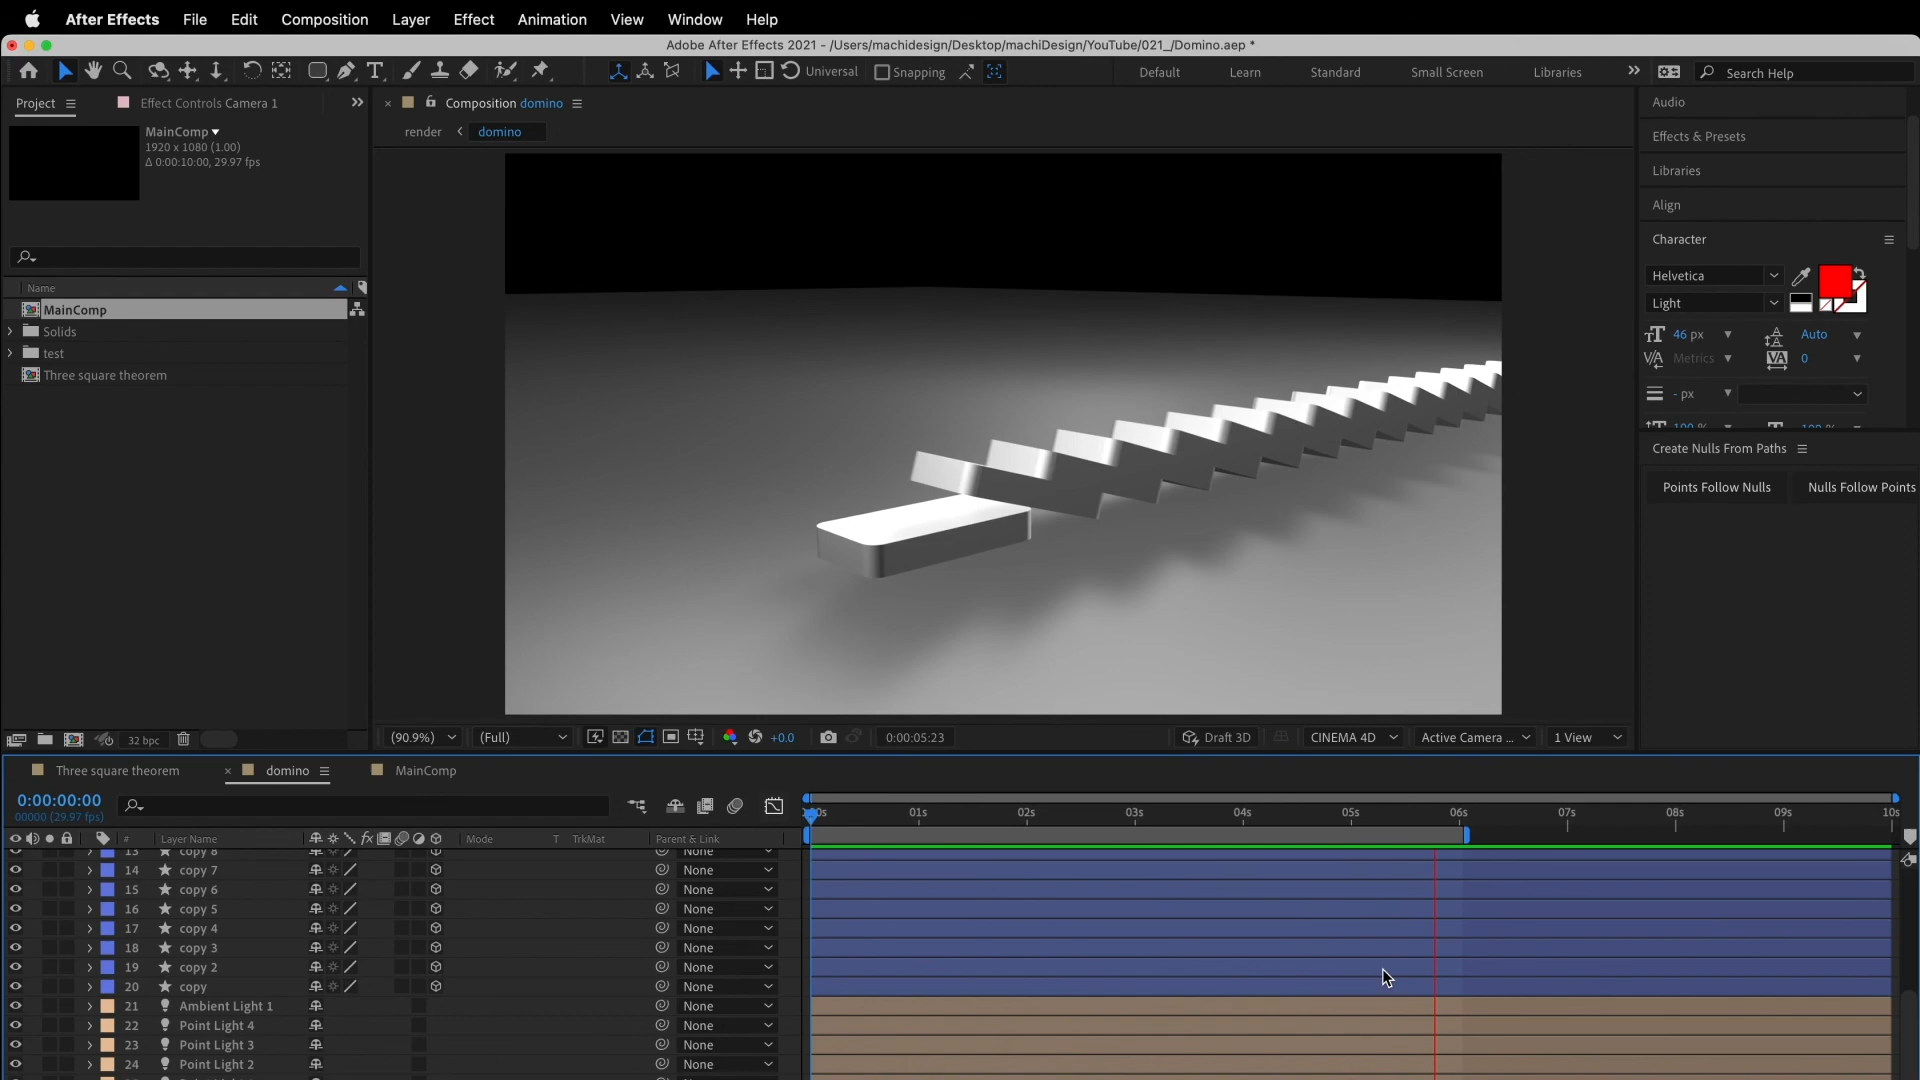 After Effects File Edit Composition Layer Effect Animation View Window Help
Adobe After Effects 2021 - /Users/machidesign/Desktop/machiDesign/YouTube/021_/Domino.aep *
Universal Snapping Default Learn Standard Small Screen Libraries Search Help
Project Effect Controls Camera 1
MainComp
1920 x 1080 (1.00)
Δ 0:00:10:00, 29.97 fps
Name
MainComp
Solids
test
Three square theorem
32 bpc
Composition domino
render domino
(90.9%) (Full) +0.0 0:00:05:23 Draft 3D CINEMA 4D Active Camera ... 1 View
Audio
Effects & Presets
Libraries
Align
Character
Helvetica
Light
46 px Auto
Metrics 0
- px
100 % 100 %
Create Nulls From Paths
Points Follow Nulls Nulls Follow Points
Three square theorem domino MainComp
0:00:00:00
00000 (29.97 fps)
01s 02s 03s 04s 05s 06s 07s 08s 09s 10s
# Layer Name Mode T TrkMat Parent & Link
13 copy 8 None
14 copy 7 None
15 copy 6 None
16 copy 5 None
17 copy 4 None
18 copy 3 None
19 copy 2 None
20 copy None
21 Ambient Light 1 None
22 Point Light 4 None
23 Point Light 3 None
24 Point Light 2 None